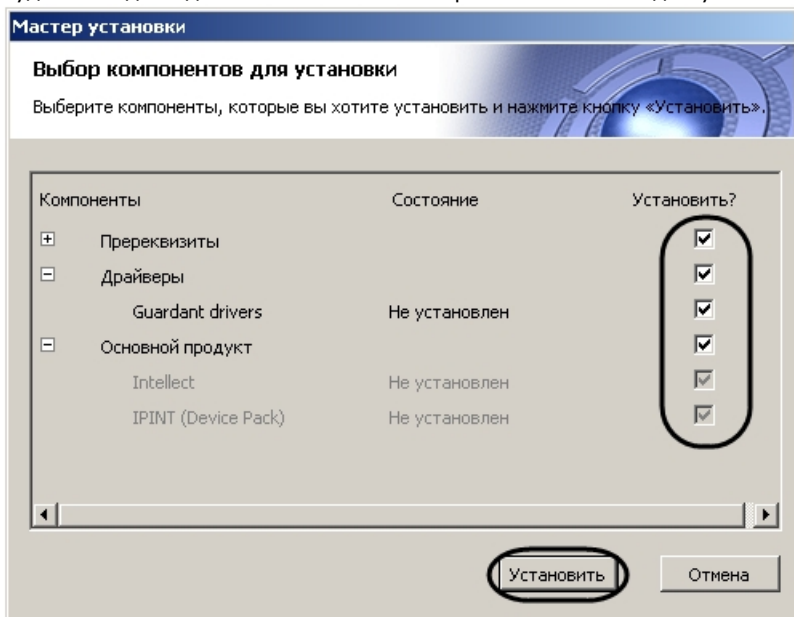 Мастер установки
Выбор компонентов для установки
Выберите компоненты, которые вы хотите установить и нажмите кнопку «Установить».
Компоненты Состояние Установить?
Пререквизиты
Драйверы
Guardant drivers Не установлен
Основной продукт
Intellect Не установлен
IPINT (Device Pack) Не установлен
Установить Отмена